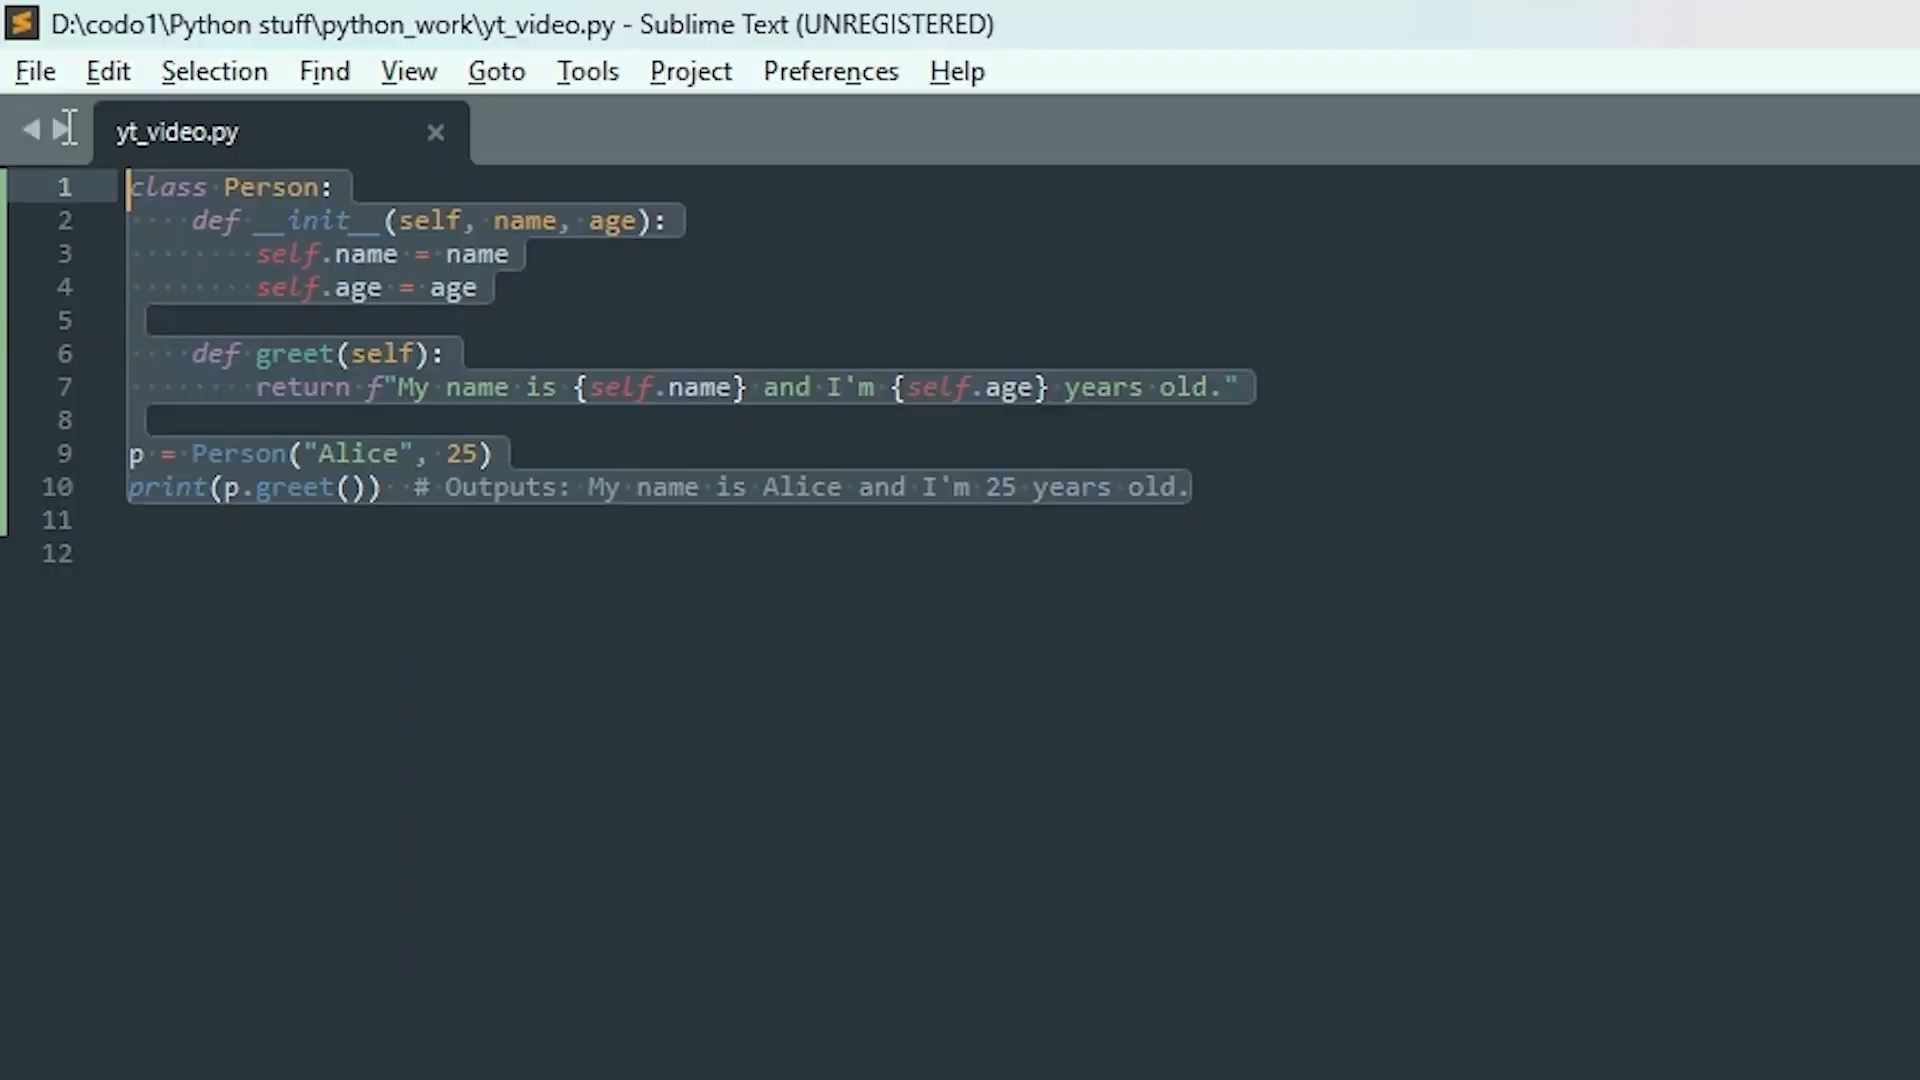 D:\codo1\Python stuff\python_work\yt_video.py - Sublime Text (UNREGISTERED)
File Edit Selection Find View Goto Tools Project Preferences Help
yt_video.py
1 class Person:
2     def __init__(self, name, age):
3         self.name = name
4         self.age = age
5
6     def greet(self):
7         return f"My name is {self.name} and I'm {self.age} years old."
8
9 p = Person("Alice", 25)
10 print(p.greet())  # Outputs: My name is Alice and I'm 25 years old.
11
12